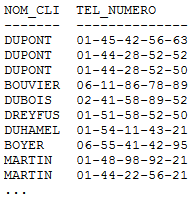 NOM_CLI TEL_NUMERO
------- --------------
DUPONT 01-45-42-56-63
DUPONT 01-44-28-52-52
DUPONT 01-44-28-52-50
BOUVIER 06-11-86-78-89
DUBOIS 02-41-58-89-52
DREYFUS 01-51-58-52-50
DUHAMEL 01-54-11-43-21
BOYER 06-55-41-42-95
MARTIN 01-48-98-92-21
MARTIN 01-44-22-56-21
...